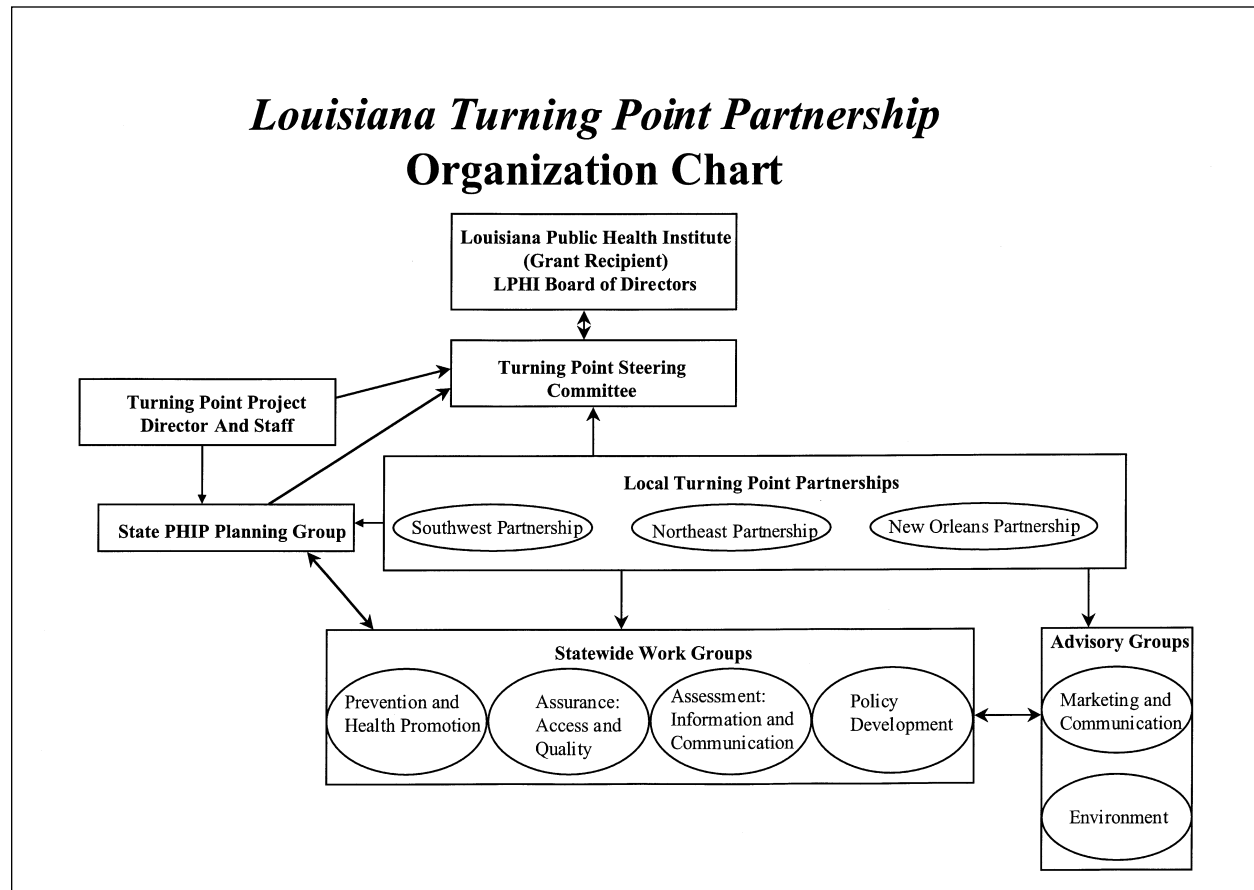 Louisiana Turning Point Partnership
Organization Chart
Louisiana Public Health Institute
(Grant Recipient)
LPHI Board of Directors
Turning Point Steering
Committee
Turning Point Project
Director And Staff
State PHIP Planning Group
Local Turning Point Partnerships
Southwest Partnership
Northeast Partnership
New Orleans Partnership
Statewide Work Groups
Prevention and
Health Promotion
Assurance:
Access and
Quality
Assessment:
Information and
Communication
Policy
Development
Advisory Groups
Marketing and
Communication
Environment